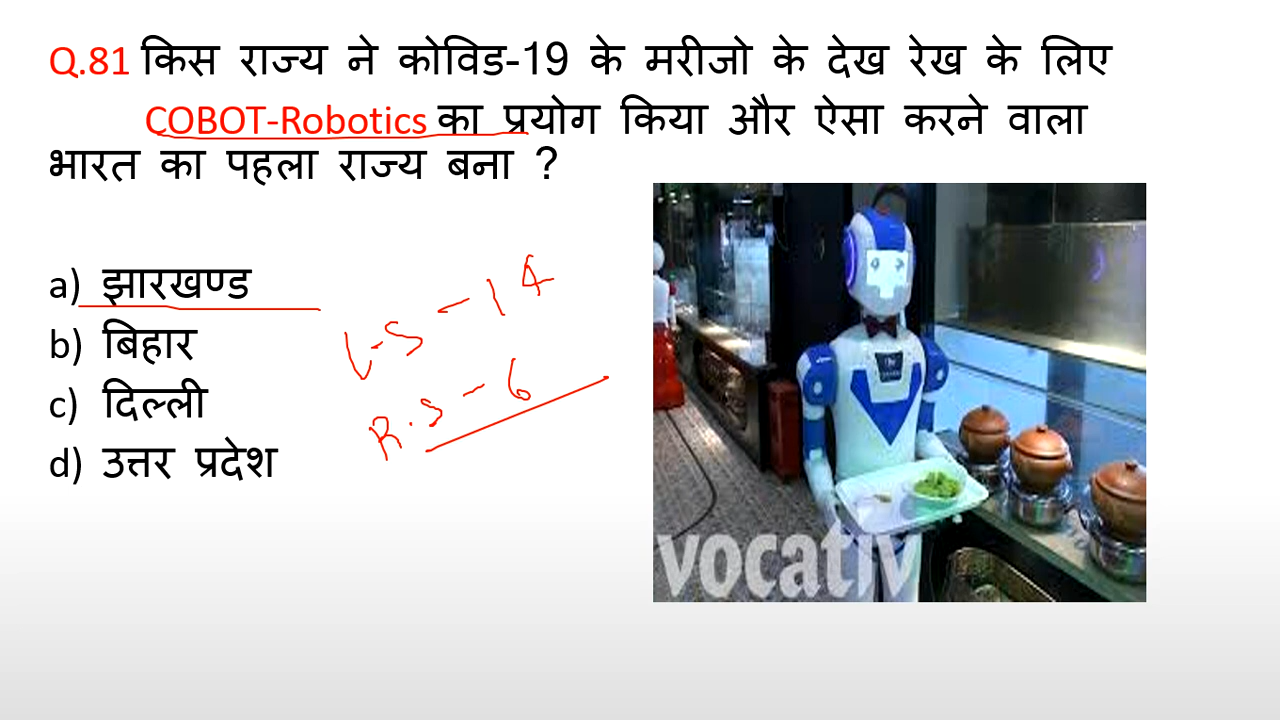 Q.81 किस राज्य ने कोविड-19 के मरीजो के देख रेख के लिए
COBOT-Robotics का प्रयोग किया और ऐसा करने वाला
भारत का पहला राज्य बना ?
a) झारखण्ड
b) बिहार
c) दिल्ली
d) उत्तर प्रदेश
L-S - 14
R.S - 6
vocativ